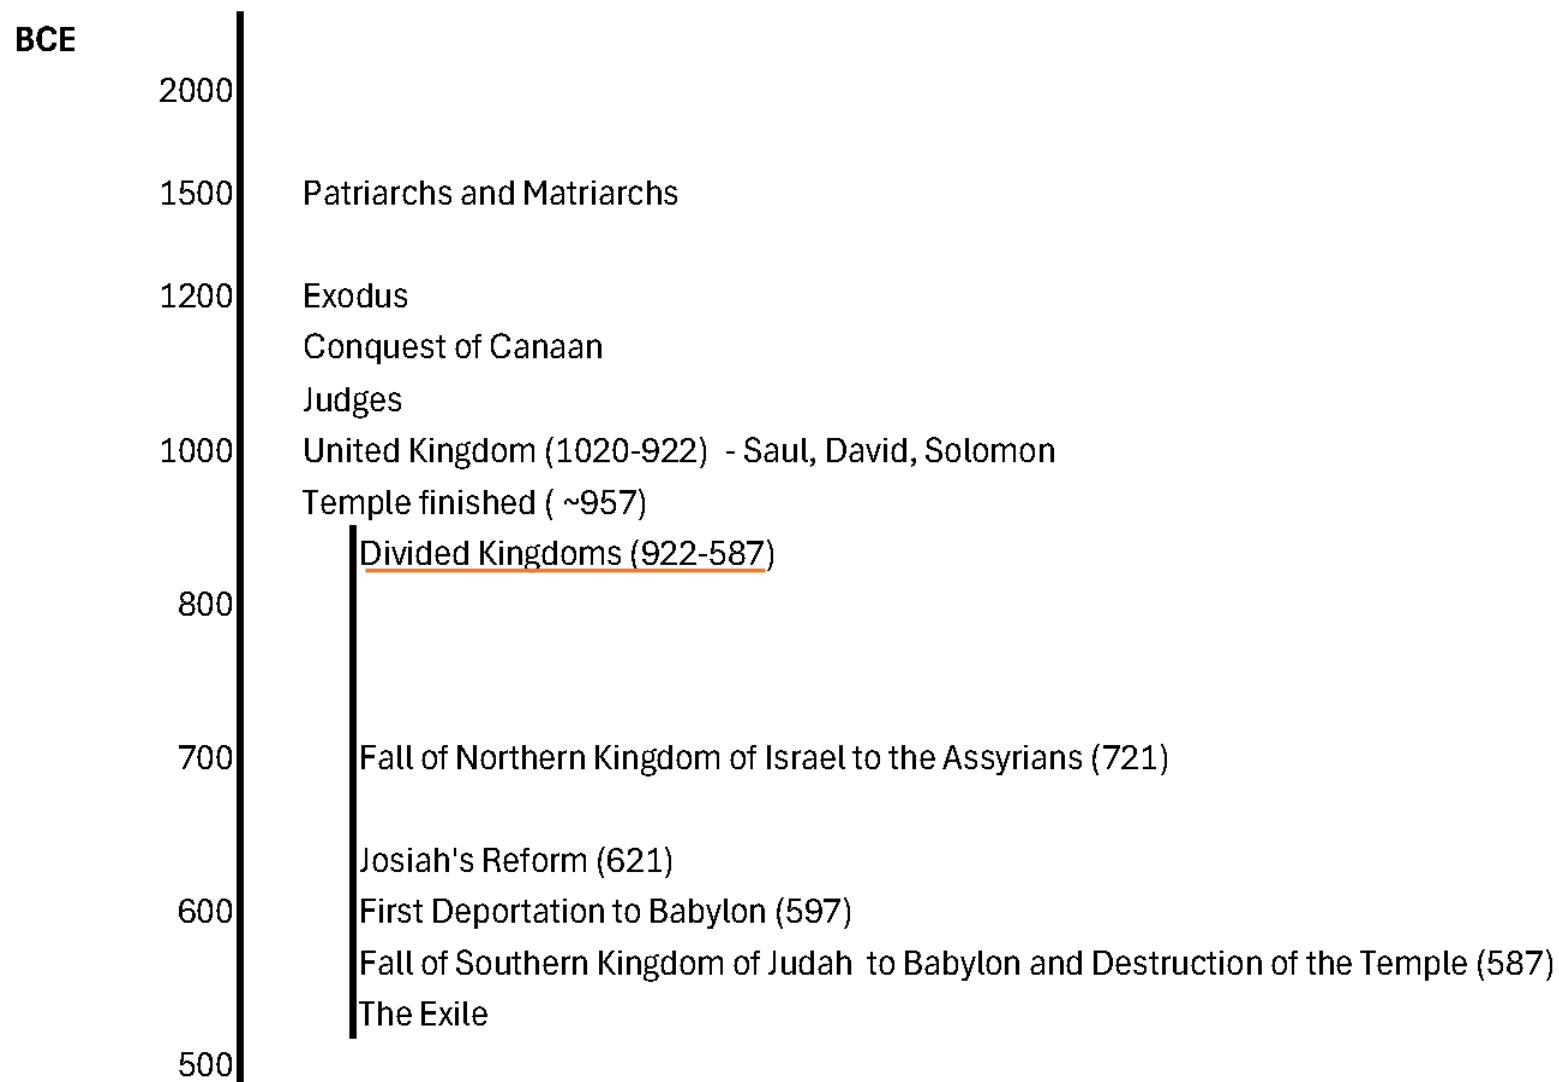 BCE
2000
1500 Patriarchs and Matriarchs
1200 Exodus
Conquest of Canaan
Judges
1000 United Kingdom (1020-922)  - Saul, David, Solomon
Temple finished ( ~957)
Divided Kingdoms (922-587)
800
700 Fall of Northern Kingdom of Israel to the Assyrians (721)
Josiah's Reform (621)
600 First Deportation to Babylon (597)
Fall of Southern Kingdom of Judah  to Babylon and Destruction of the Temple (587)
The Exile
500